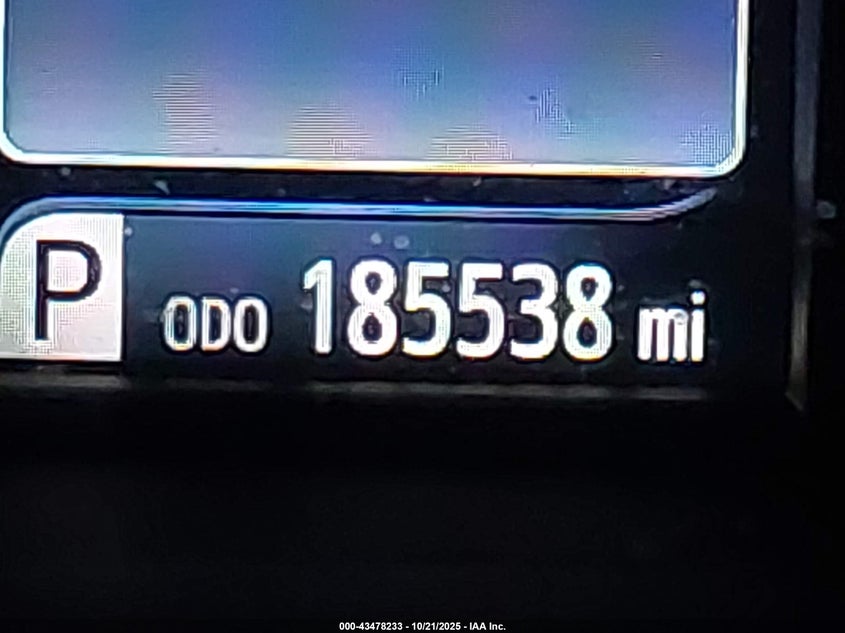 P ODO 185538 mi
000-43478233 - 10/21/2025 - IAA Inc.